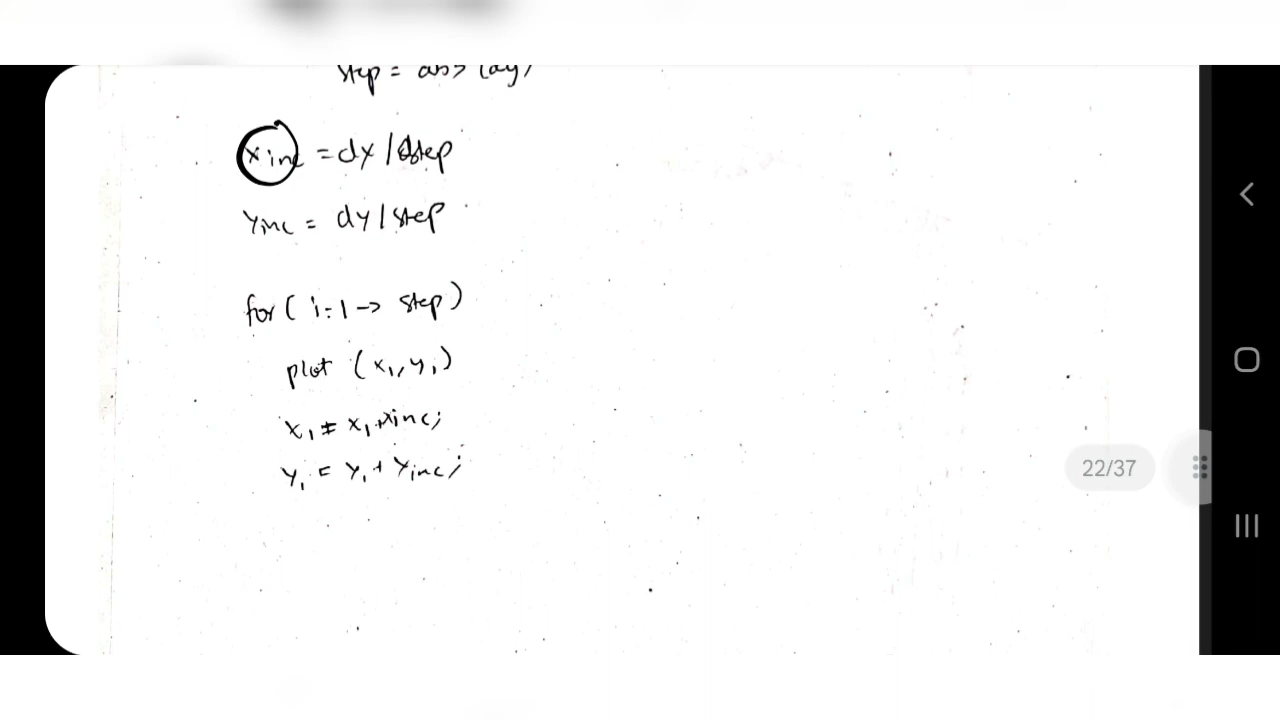 step = abs (dy)
xinc = dx / step
yinc = dy / step
for ( i=1 -> step )
plot (x1, y1)
x1 = x1 + xinc;
y1 = y1 + yinc;
22/37